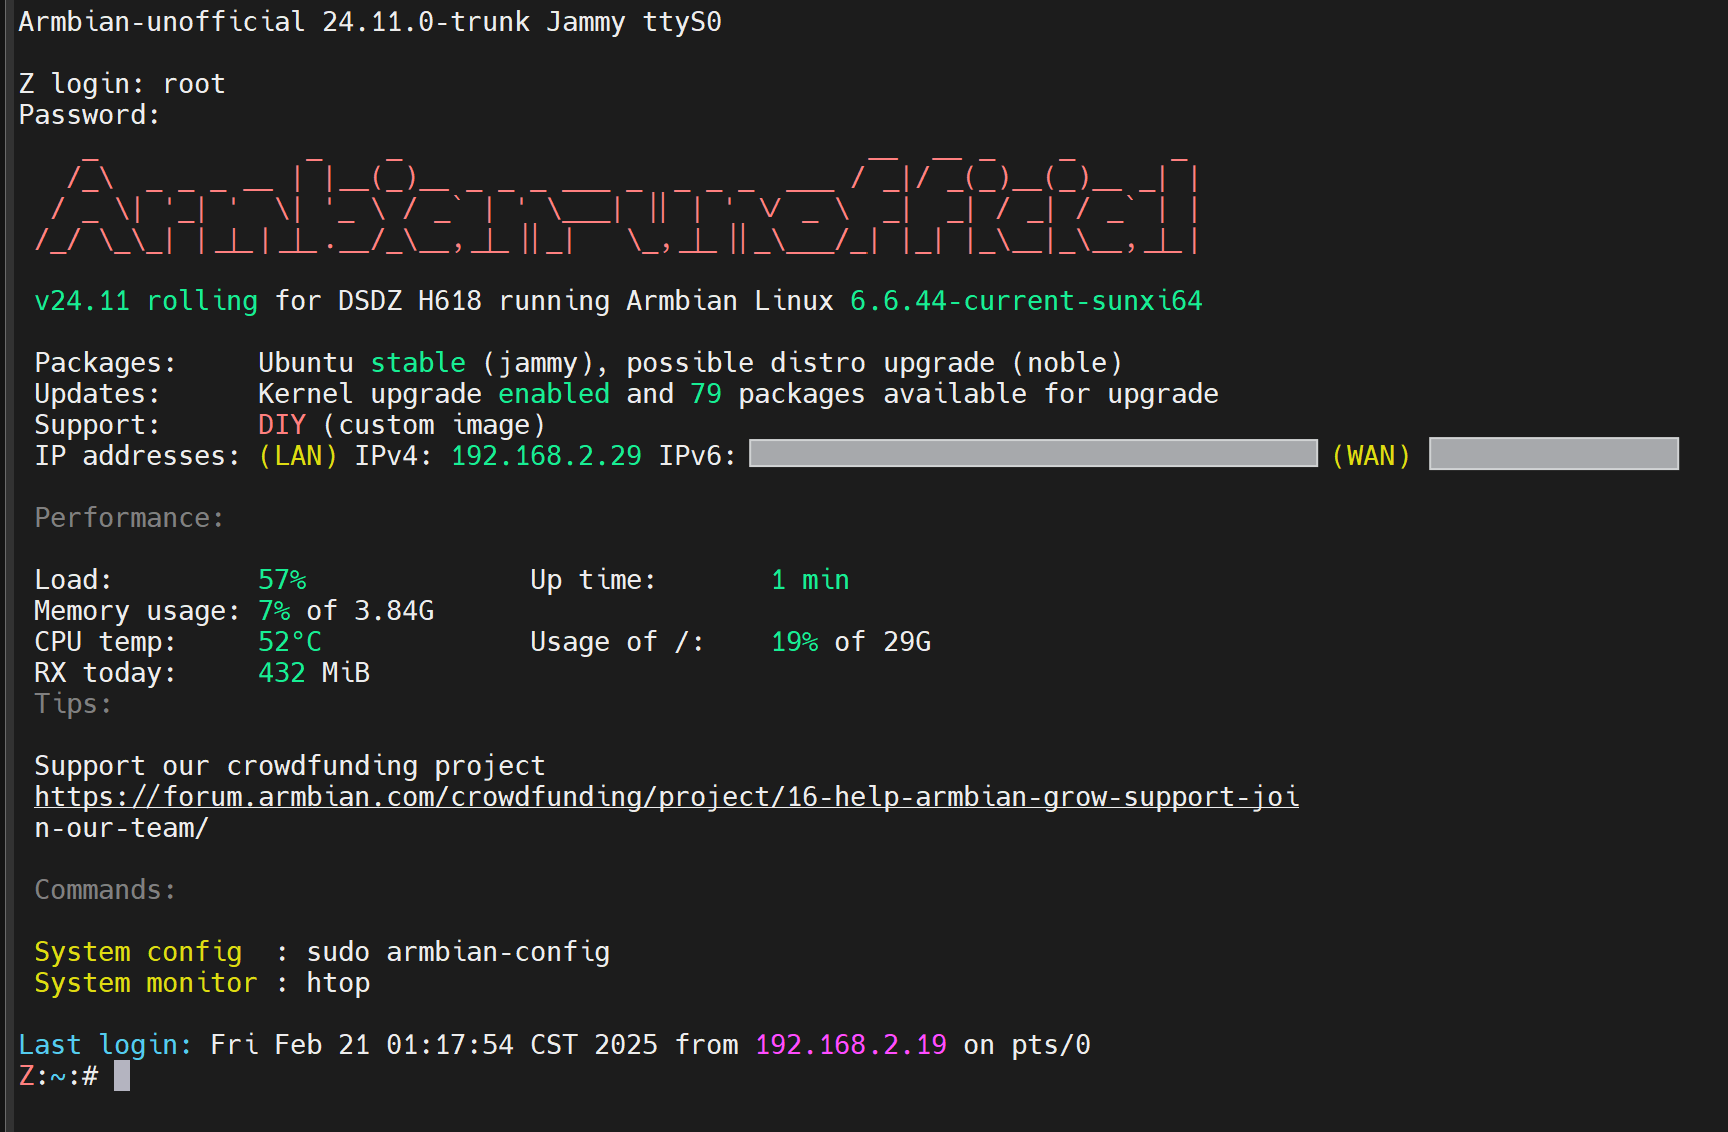 Armbian-unofficial 24.11.0-trunk Jammy ttyS0
Z login: root
Password:
Armbian-unofficial
v24.11 rolling for DSDZ H618 running Armbian Linux 6.6.44-current-sunxi64
Packages: Ubuntu stable (jammy), possible distro upgrade (noble)
Updates: Kernel upgrade enabled and 79 packages available for upgrade
Support: DIY (custom image)
IP addresses: (LAN) IPv4: 192.168.2.29 IPv6: (WAN)
Performance:
Load: 57% Up time: 1 min
Memory usage: 7% of 3.84G
CPU temp: 52°C Usage of /: 19% of 29G
RX today: 432 MiB
Tips:
Support our crowdfunding project
https://forum.armbian.com/crowdfunding/project/16-help-armbian-grow-support-joi
n-our-team/
Commands:
System config : sudo armbian-config
System monitor : htop
Last login: Fri Feb 21 01:17:54 CST 2025 from 192.168.2.19 on pts/0
Z:~:#